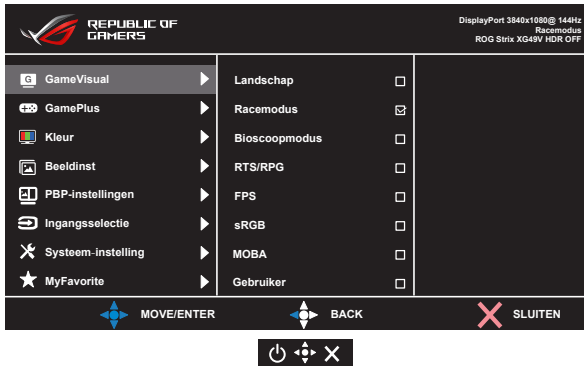 REPUBLIC OF
GAMERS
DisplayPort 3840x1080@ 144Hz
Racemodus
ROG Strix XG49V HDR OFF
G GameVisual
GamePlus
Kleur
Beeldinst
PBP-instellingen
Ingangsselectie
Systeem-instelling
MyFavorite
Landschap
Racemodus
Bioscoopmodus
RTS/RPG
FPS
sRGB
MOBA
Gebruiker
MOVE/ENTER
BACK
SLUITEN